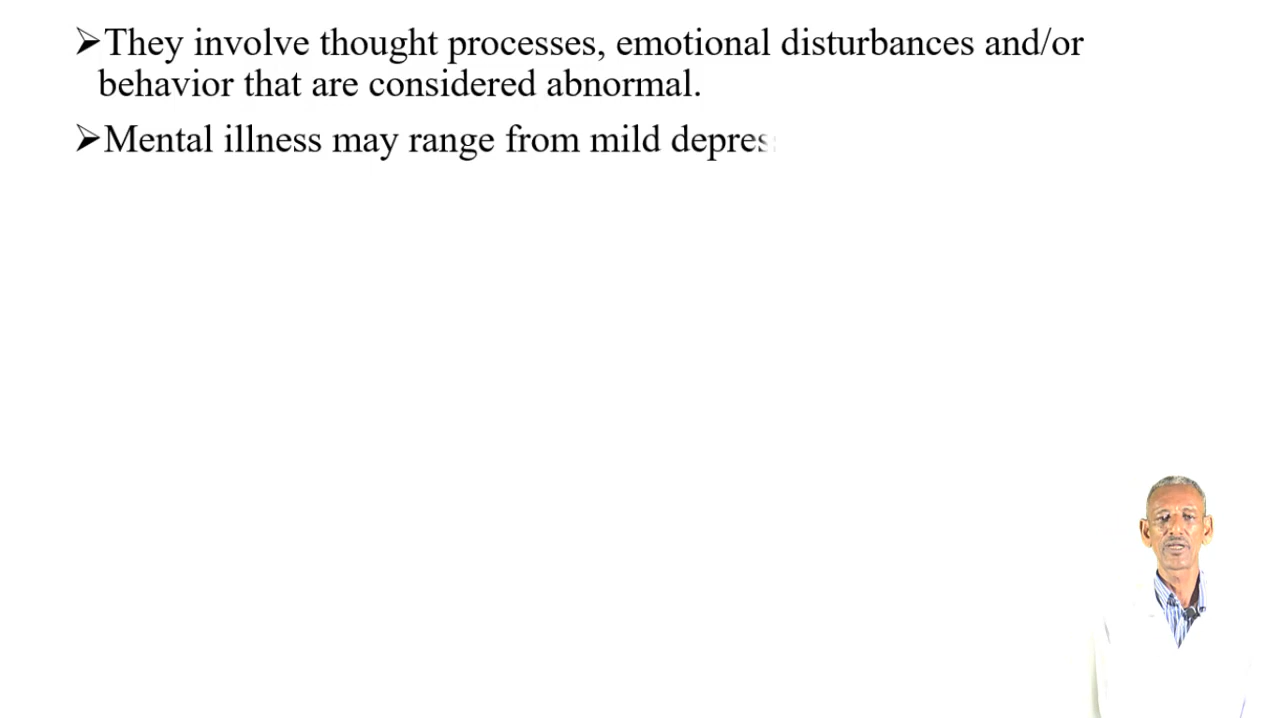 ➢They involve thought processes, emotional disturbances and/or
behavior that are considered abnormal.
➢Mental illness may range from mild depres